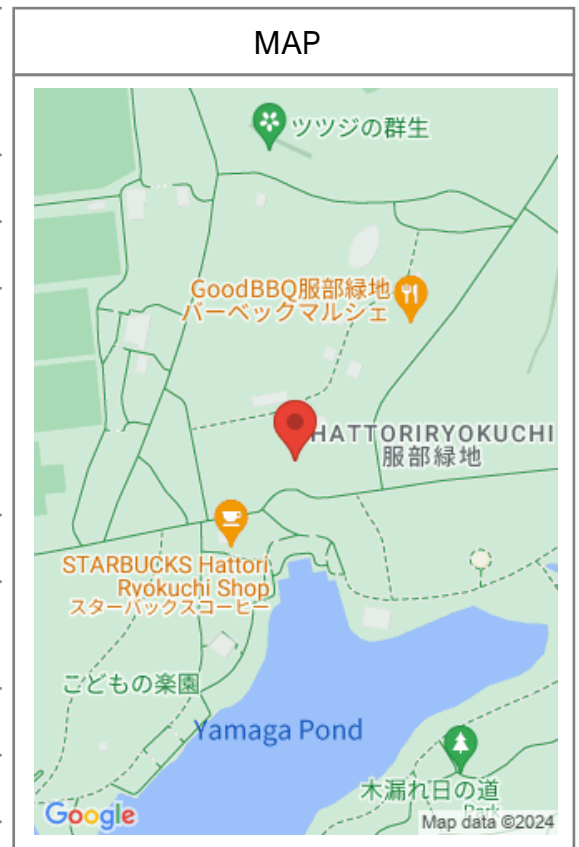 MAP
ツツジの群生
GoodBBQ服部緑地
バーベックマルシェ
HATTORIRYOKUCHI
服部緑地
STARBUCKS Hattori
Ryokuchi Shop
スターバックスコーヒー
こどもの楽園
Yamaga Pond
木漏れ日の道
Park
Google
Map data ©2024